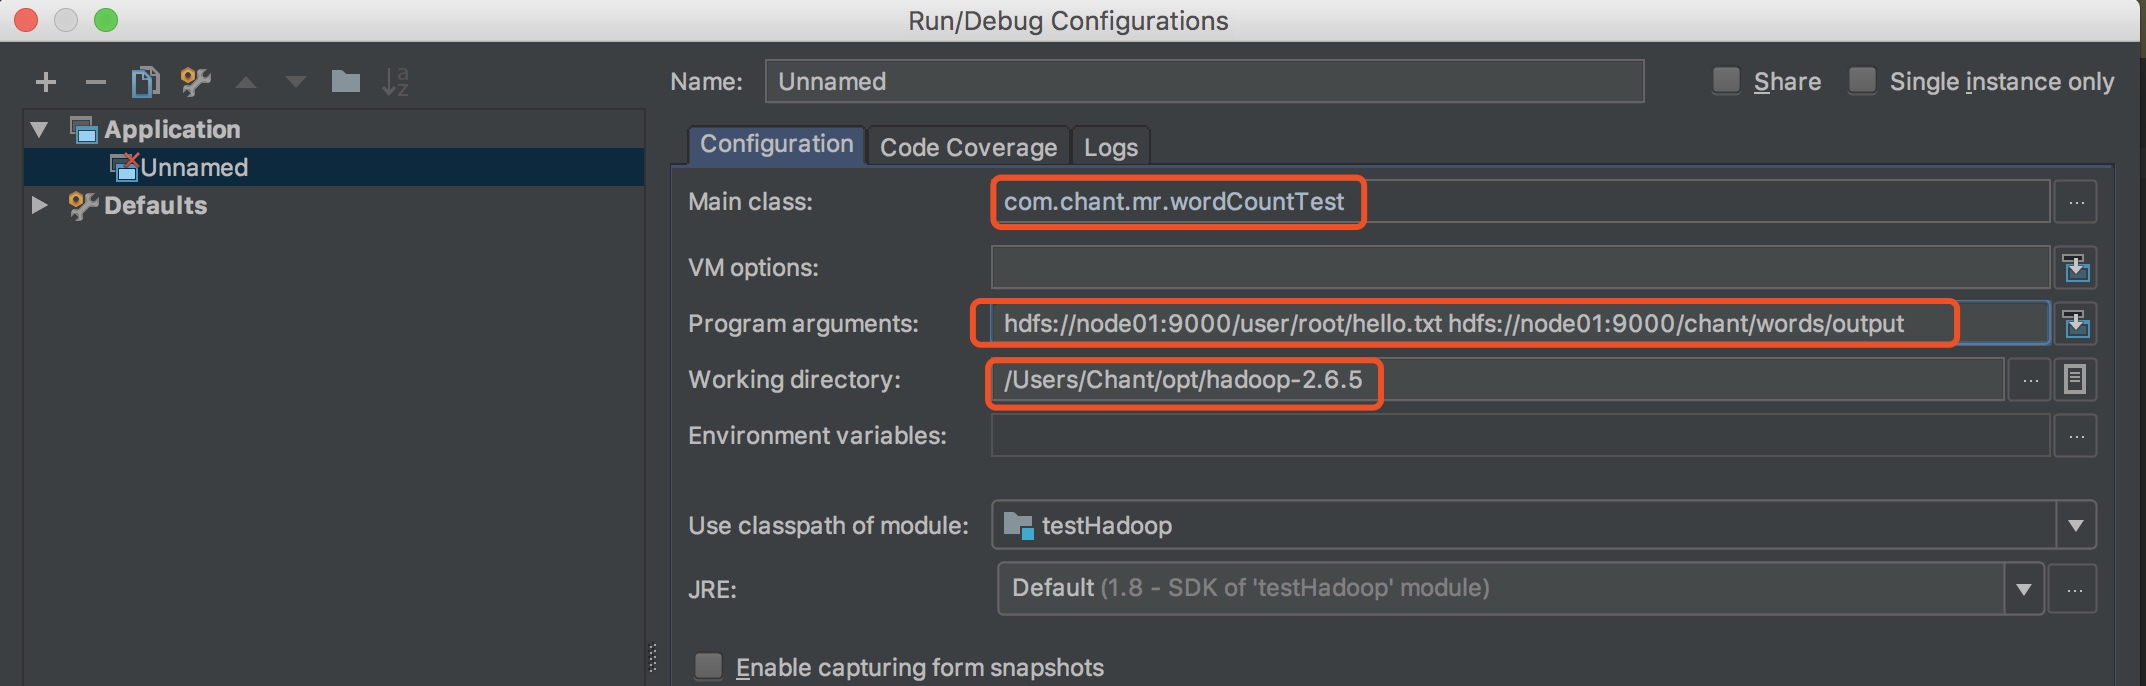 Run/Debug Configurations
Name: Unnamed Share Single instance only
Application
Unnamed
Defaults
Configuration Code Coverage Logs
Main class: com.chant.mr.wordCountTest ...
VM options:
Program arguments: hdfs://node01:9000/user/root/hello.txt hdfs://node01:9000/chant/words/output
Working directory: /Users/Chant/opt/hadoop-2.6.5 ...
Environment variables: ...
Use classpath of module: testHadoop
JRE: Default (1.8 - SDK of 'testHadoop' module) ...
Enable capturing form snapshots